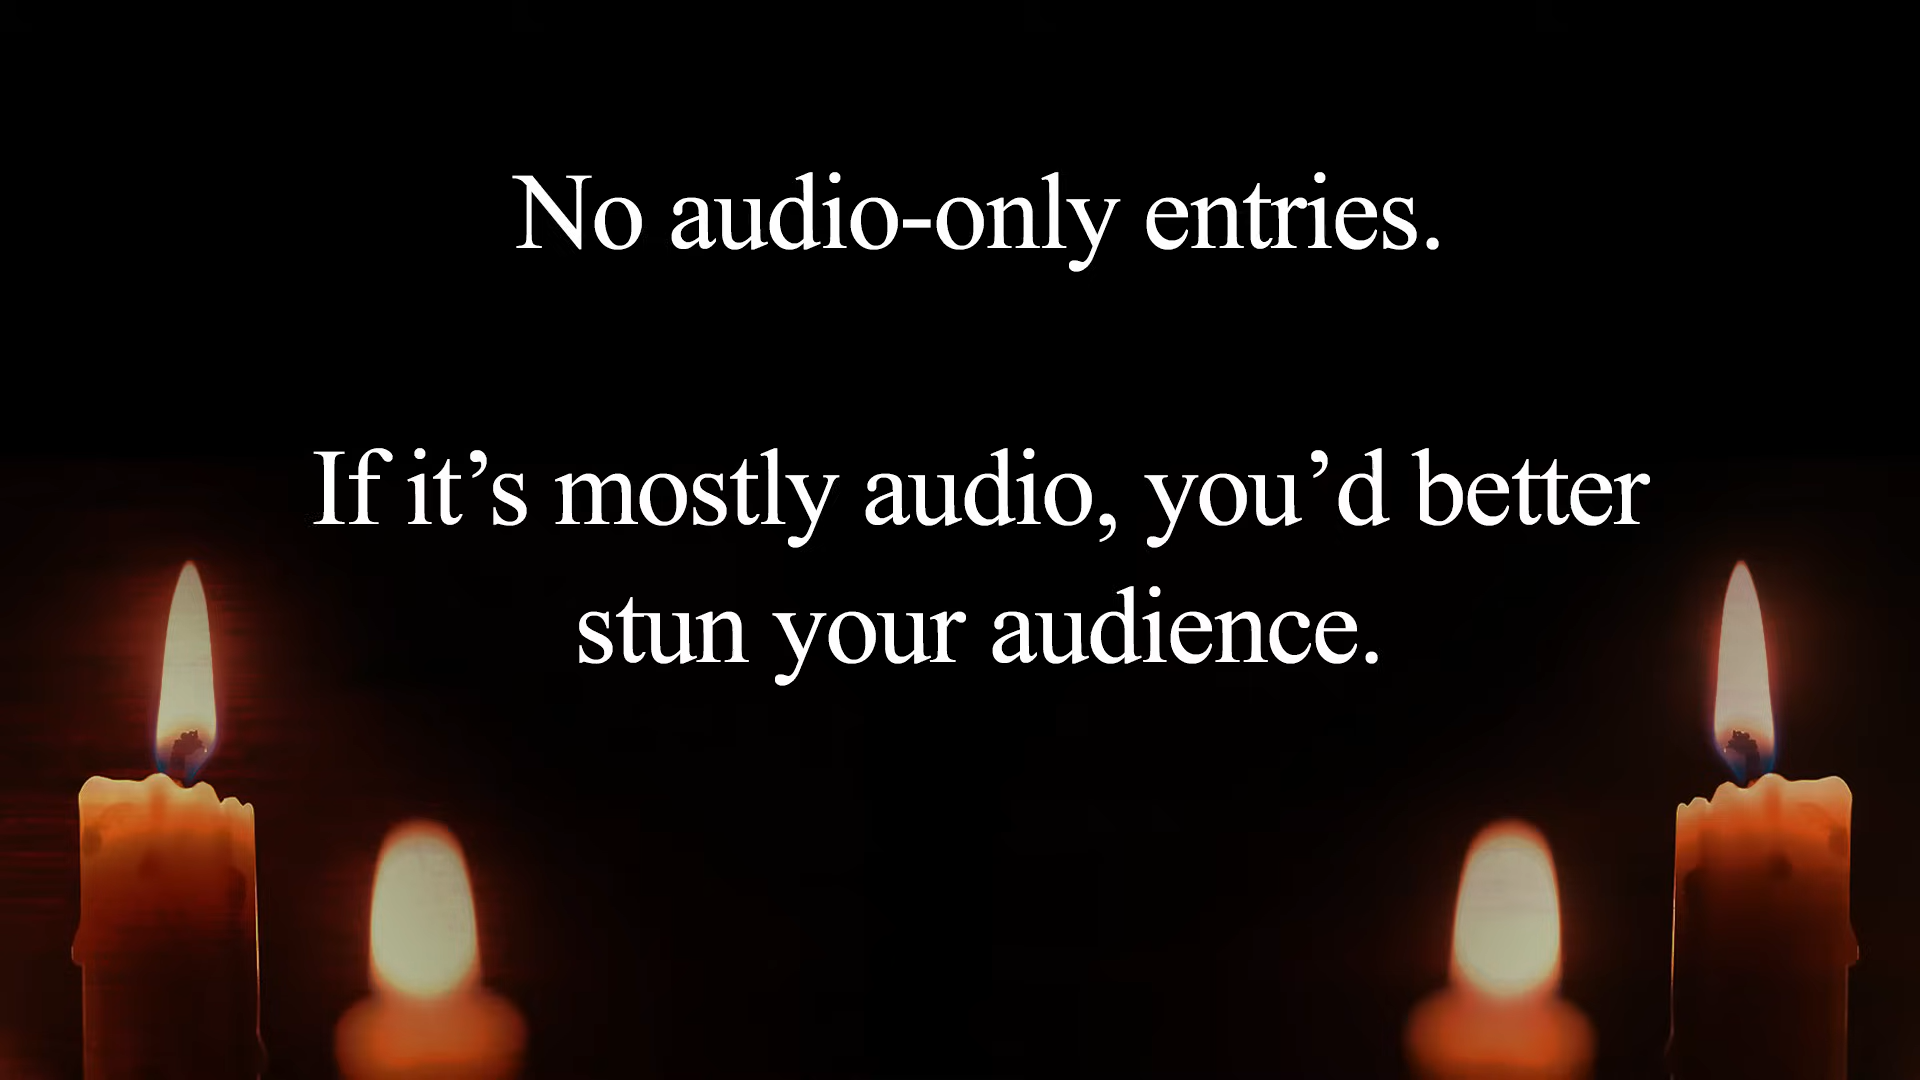 No audio-only entries.
If it’s mostly audio, you’d better
stun your audience.